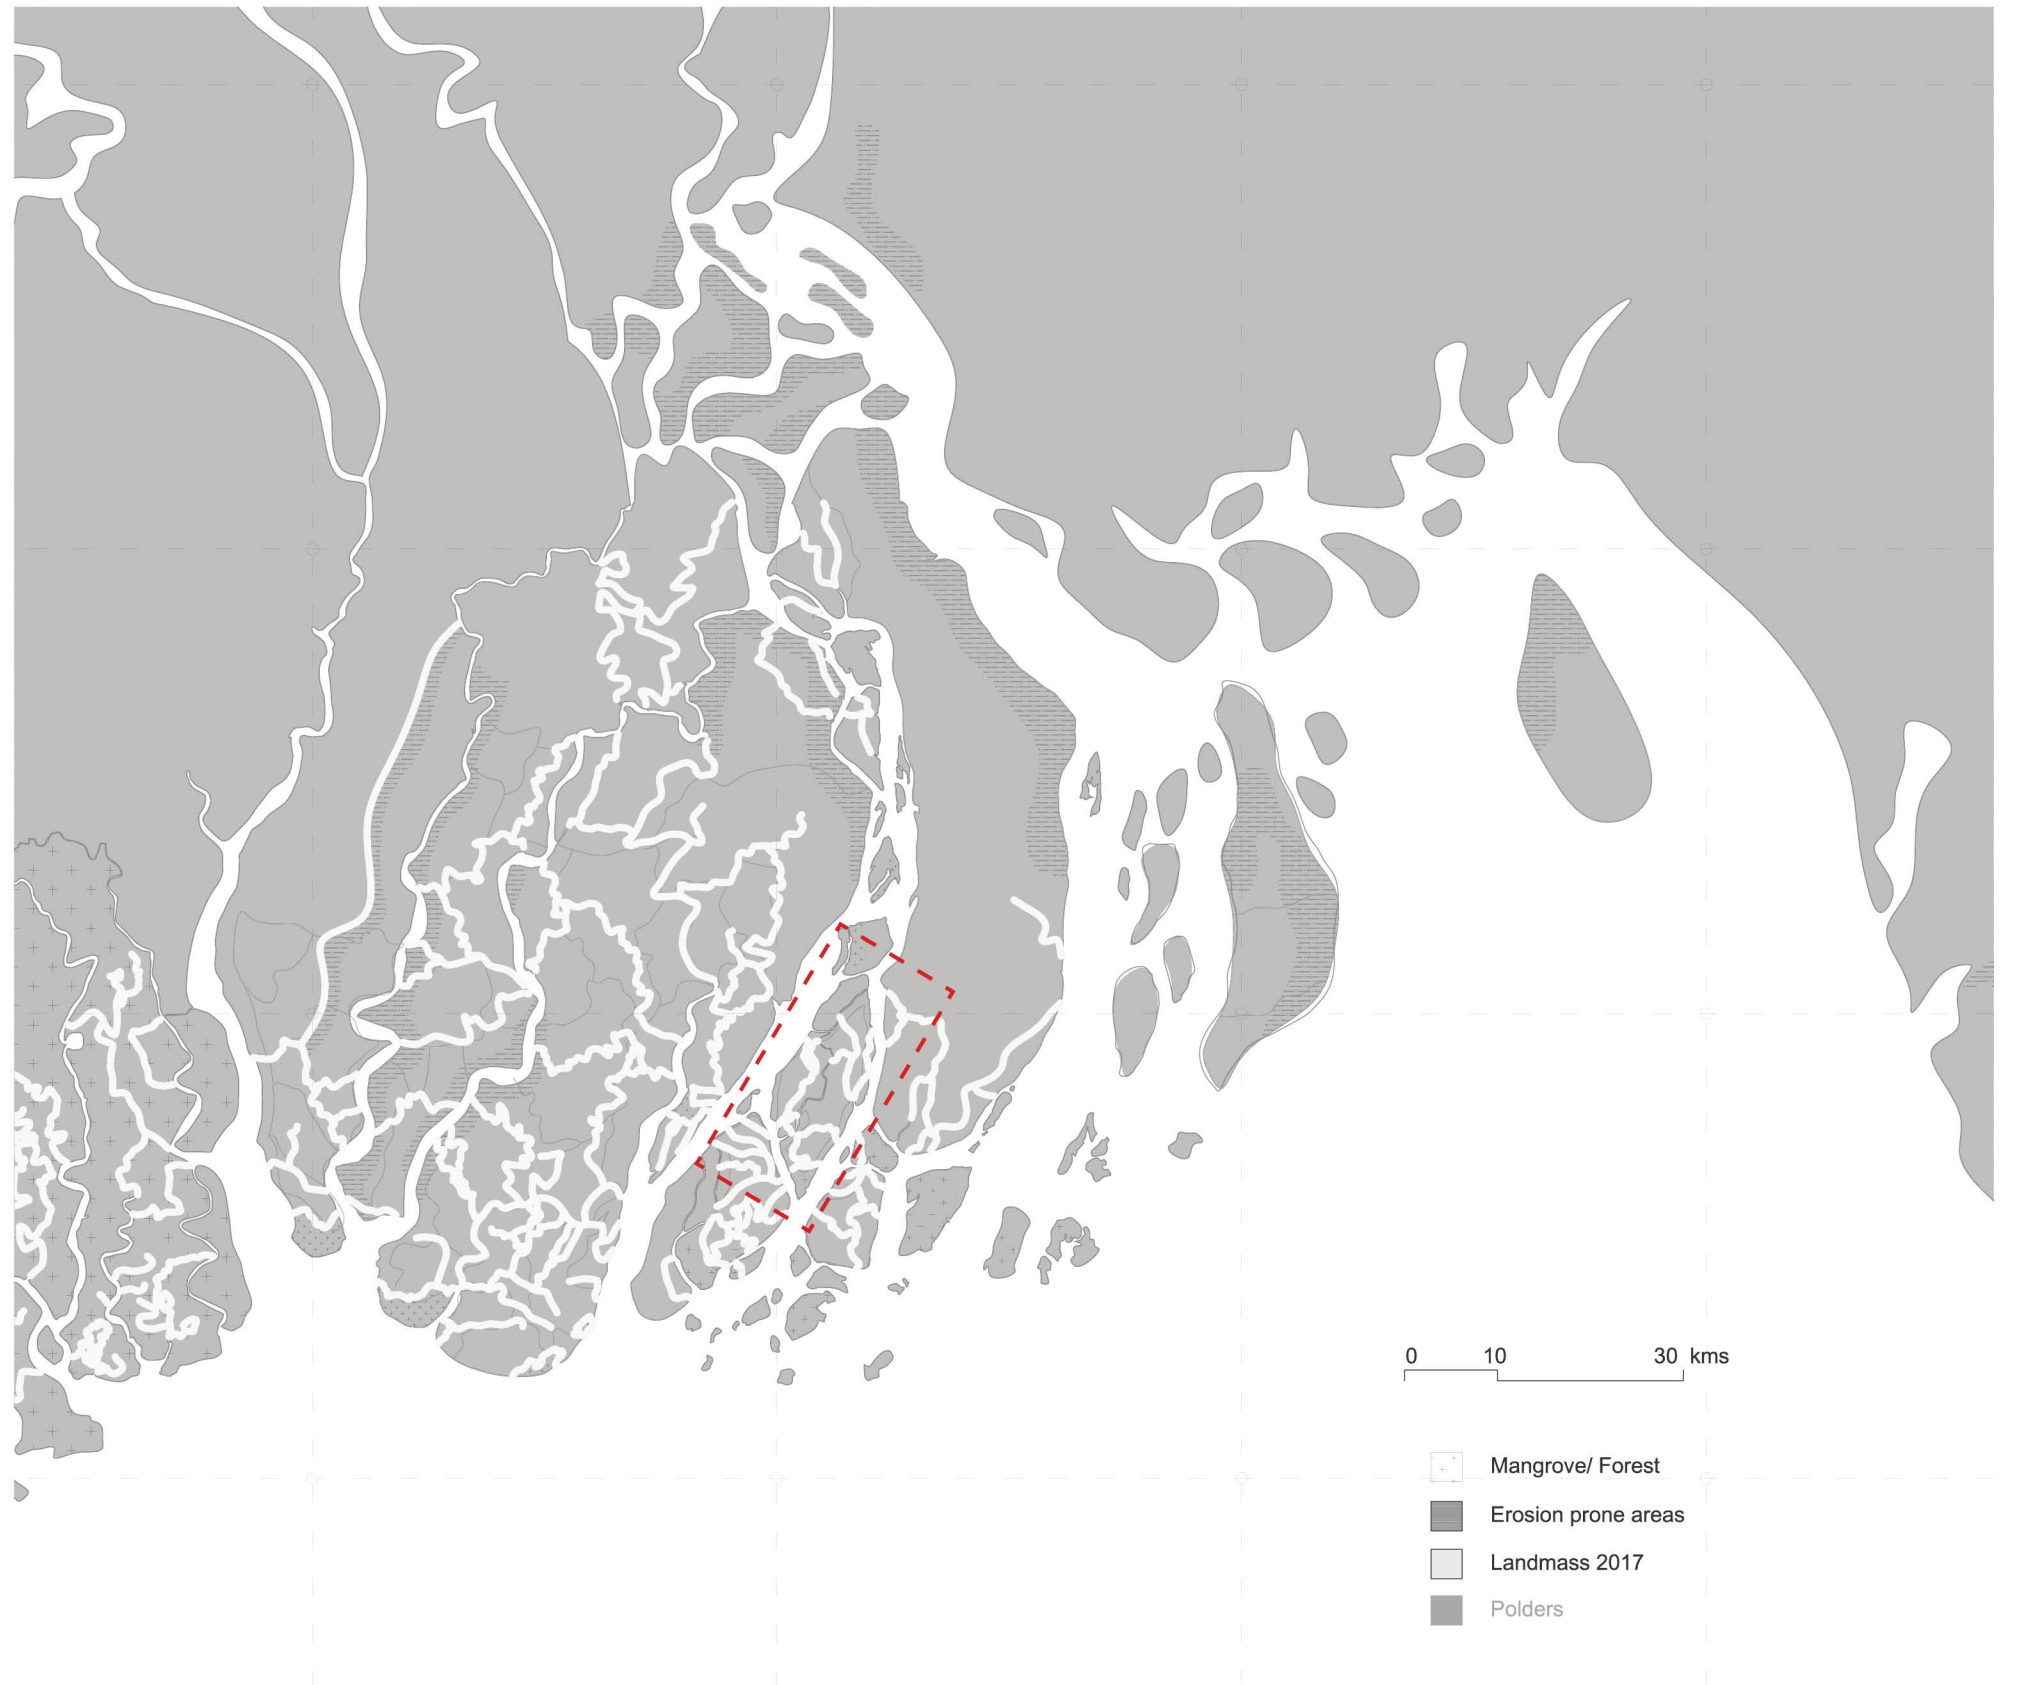 0 10 30 kms
Mangrove/ Forest
Erosion prone areas
Landmass 2017
Polders